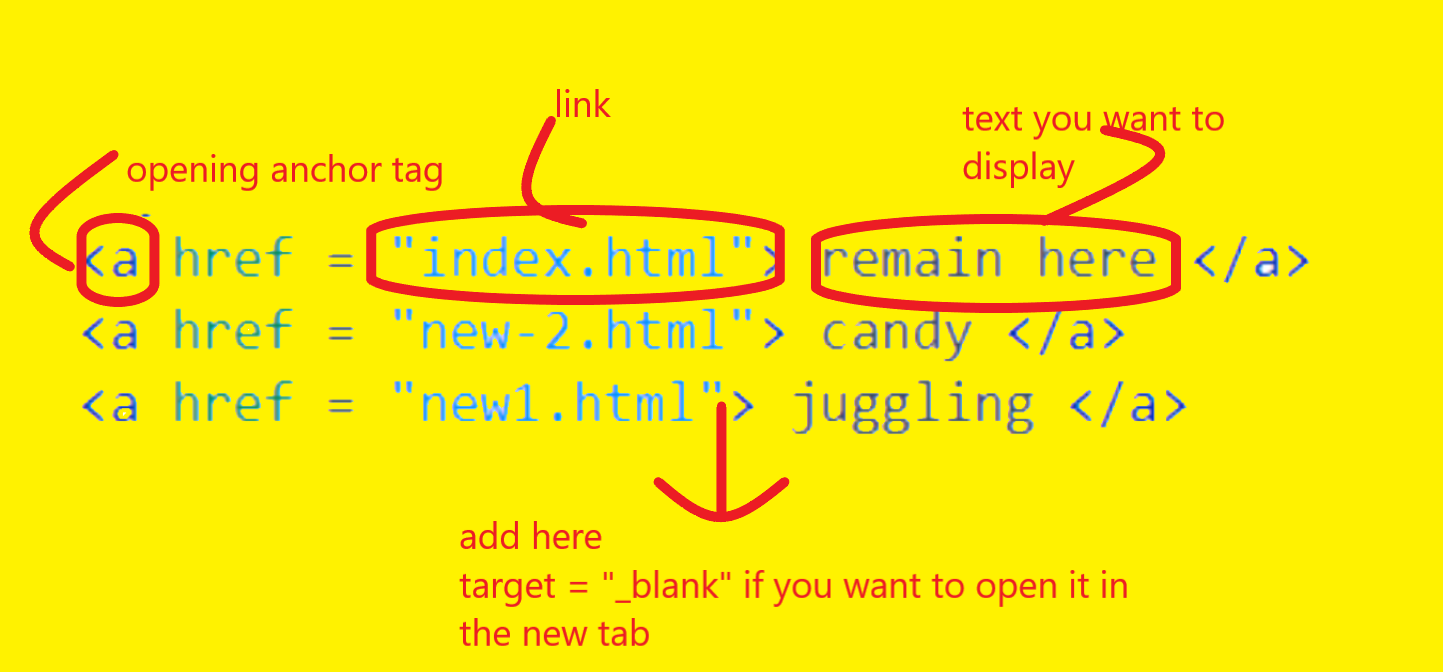 link
text you want to
display
opening anchor tag
<a href = "index.html"> remain here </a>
<a href = "new-2.html"> candy </a>
<a href = "new1.html"> juggling </a>
add here
target = "_blank" if you want to open it in
the new tab